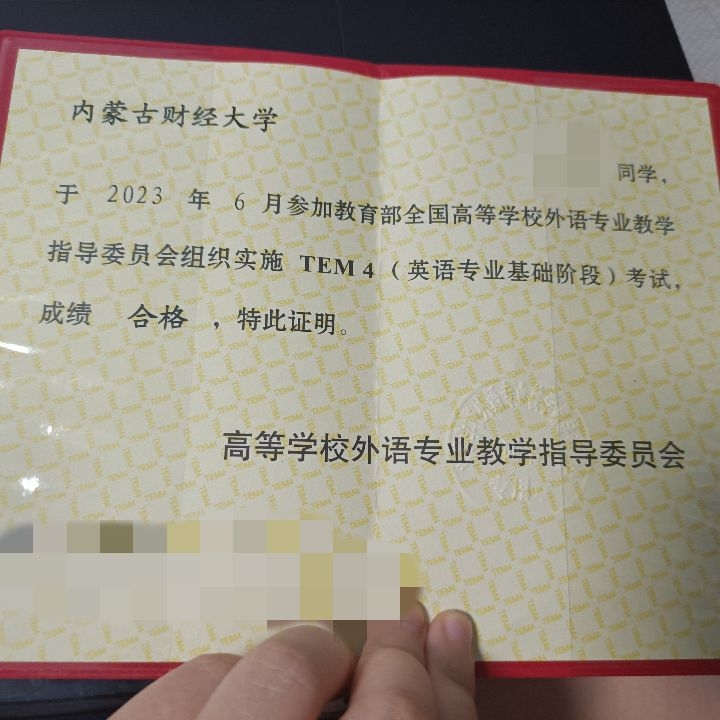 内蒙古财经大学
同学，
于 2023 年 6 月参加教育部全国高等学校外语专业教学
指导委员会组织实施 TEM 4（英语专业基础阶段）考试，
成绩 合格 ，特此证明。
高等学校外语专业教学指导委员会